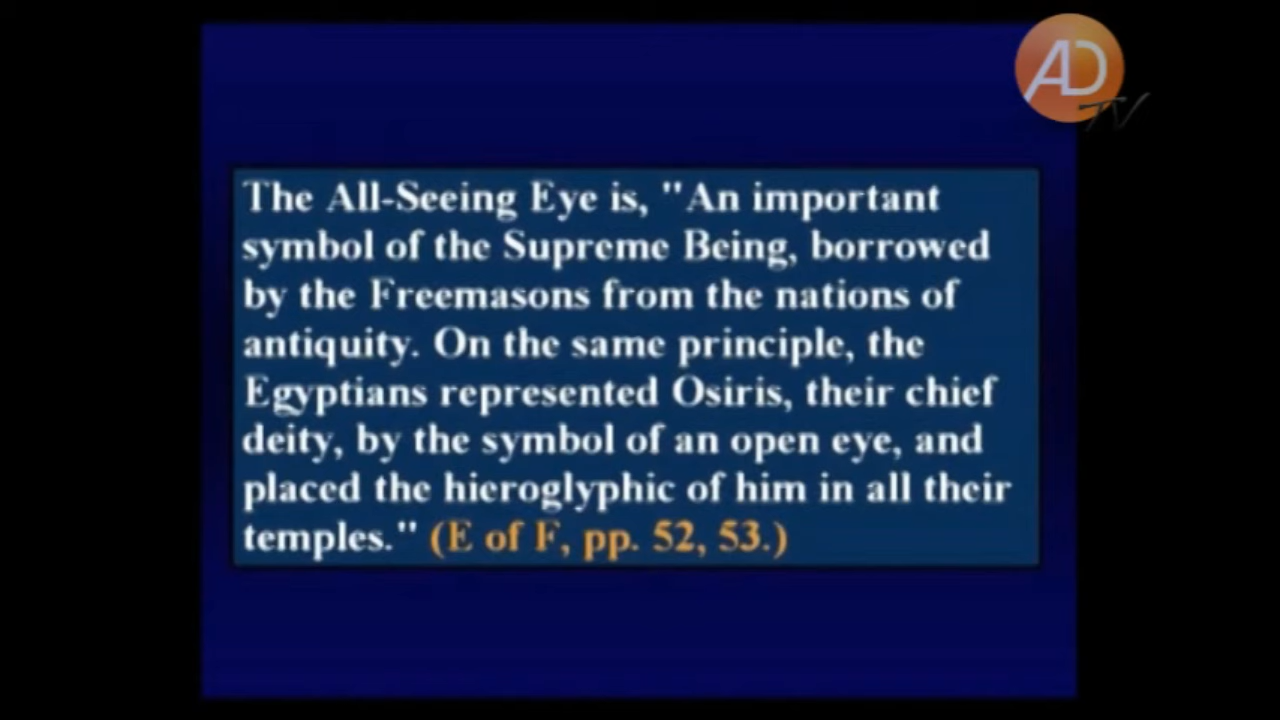 AD
TV
The All-Seeing Eye is, "An important
symbol of the Supreme Being, borrowed
by the Freemasons from the nations of
antiquity. On the same principle, the
Egyptians represented Osiris, their chief
deity, by the symbol of an open eye, and
placed the hieroglyphic of him in all their
temples." (E of F, pp. 52, 53.)